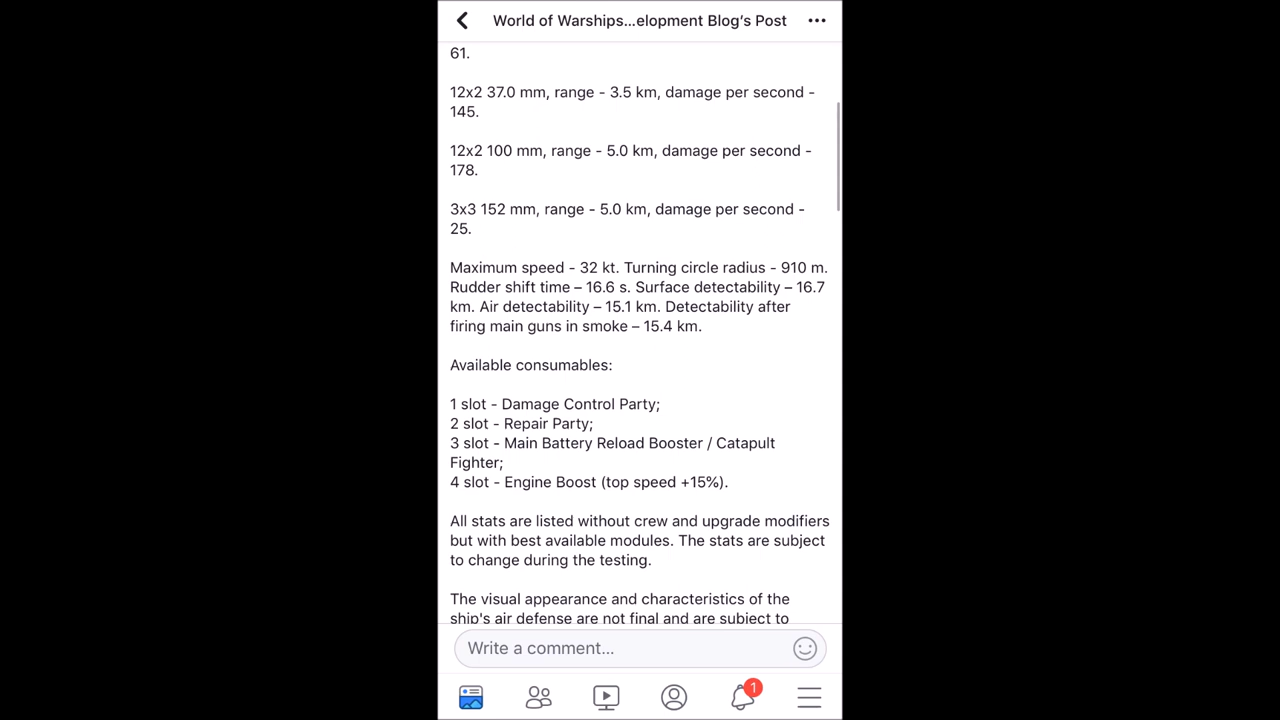 World of Warships...elopment Blog's Post
61.
12x2 37.0 mm, range - 3.5 km, damage per second -
145.
12x2 100 mm, range - 5.0 km, damage per second -
178.
3x3 152 mm, range - 5.0 km, damage per second -
25.
Maximum speed - 32 kt. Turning circle radius - 910 m.
Rudder shift time – 16.6 s. Surface detectability – 16.7
km. Air detectability – 15.1 km. Detectability after
firing main guns in smoke – 15.4 km.
Available consumables:
1 slot - Damage Control Party;
2 slot - Repair Party;
3 slot - Main Battery Reload Booster / Catapult
Fighter;
4 slot - Engine Boost (top speed +15%).
All stats are listed without crew and upgrade modifiers
but with best available modules. The stats are subject
to change during the testing.
The visual appearance and characteristics of the
ship's air defense are not final and are subject to
Write a comment...
1